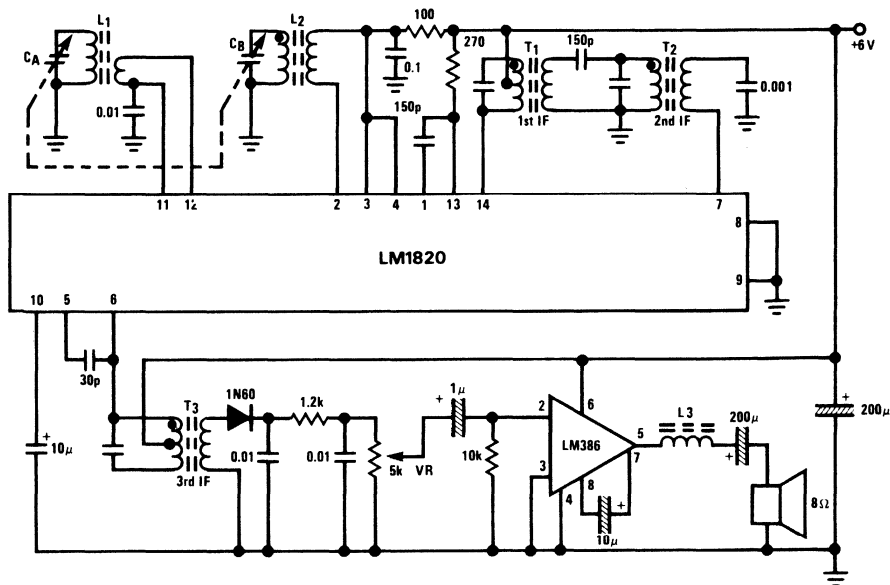 L1
L2
100
+6V
CA
CB
270
T1
150p
T2
0.1
0.01
150p
1st IF
2nd IF
0.001
11
12
2
3
4
1
13
14
7
8
LM1820
9
10
5
6
30p
T3
1N60
1.2k
1μ
+
6
L3
200μ
+
200μ
+
10μ
2
5
LM386
+
0.01
0.01
5k
VR
10k
3
7
3rd IF
4
8
+
8Ω
10μ